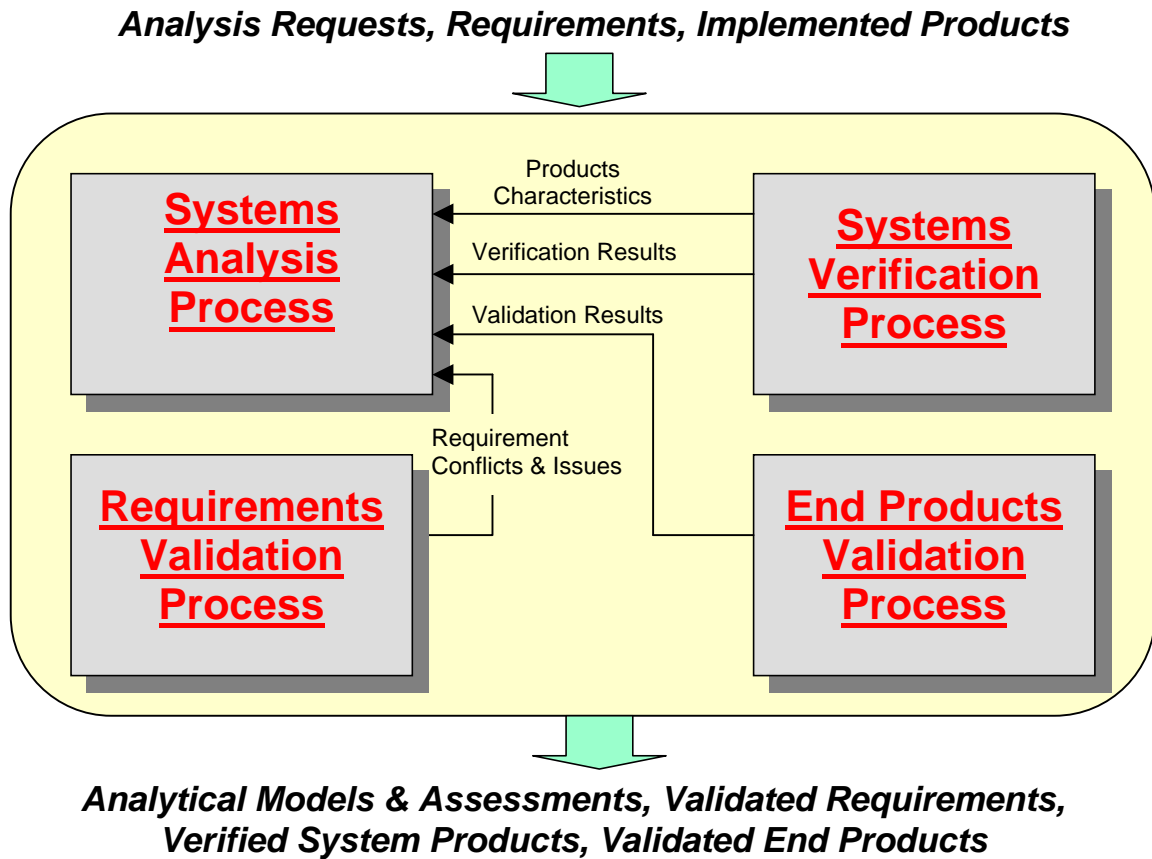 Analysis Requests, Requirements, Implemented Products
Products
Characteristics
Systems
Analysis
Process
Verification Results
Validation Results
Systems
Verification
Process
Requirement
Conflicts & Issues
Requirements
Validation
Process
End Products
Validation
Process
Analytical Models & Assessments, Validated Requirements,
Verified System Products, Validated End Products